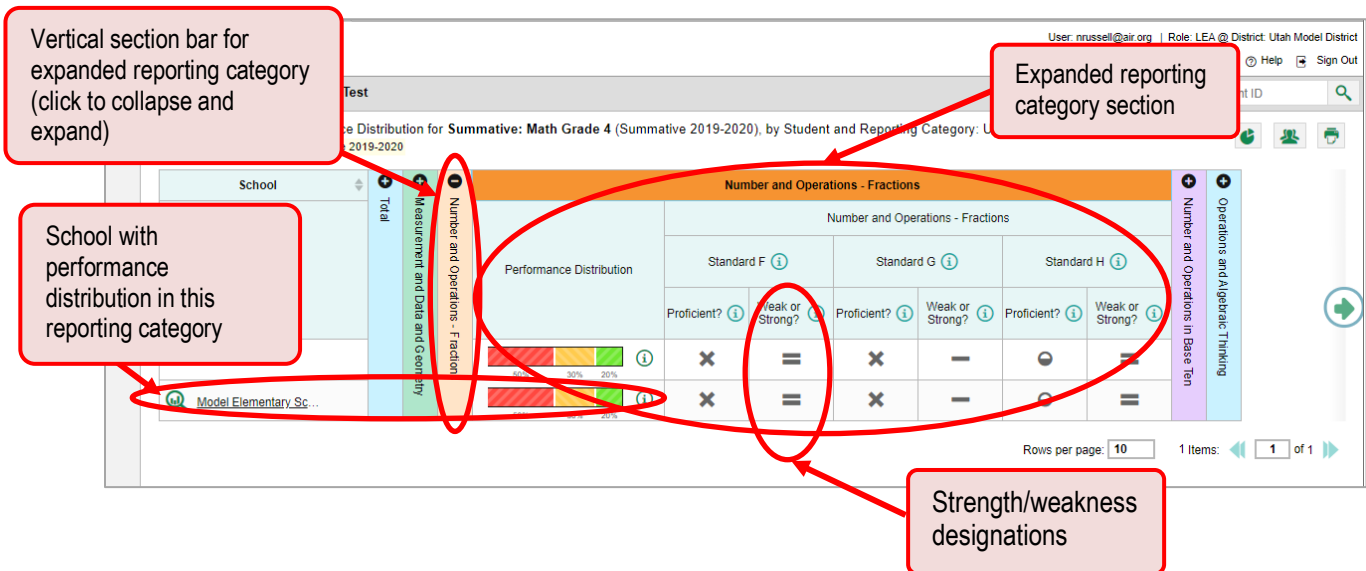 Vertical section bar for
expanded reporting category
(click to collapse and
expand)
User: nrussell@air.org | Role: LEA @ District: Utah Model District
Help Sign Out
Expanded reporting
category section
Test
nt ID
ce Distribution for Summative: Math Grade 4 (Summative 2019-2020), by Student and Reporting Category: U
2019-2020
School
Total
Measurement and Data and Geometry
Number and Operations - Fraction
Number and Operations - Fractions
Number and Operations in Base Ten
Operations and Algebraic Thinking
Number and Operations - Fractions
School with
performance
distribution in this
reporting category
Performance Distribution
Standard F
Standard G
Standard H
Proficient?
Weak or
Strong?
Proficient?
Weak or
Strong?
Proficient?
Weak or
Strong?
50% 30% 20%
Model Elementary Sc...
20%
Rows per page: 10
1 Items: 1 of 1
Strength/weakness
designations